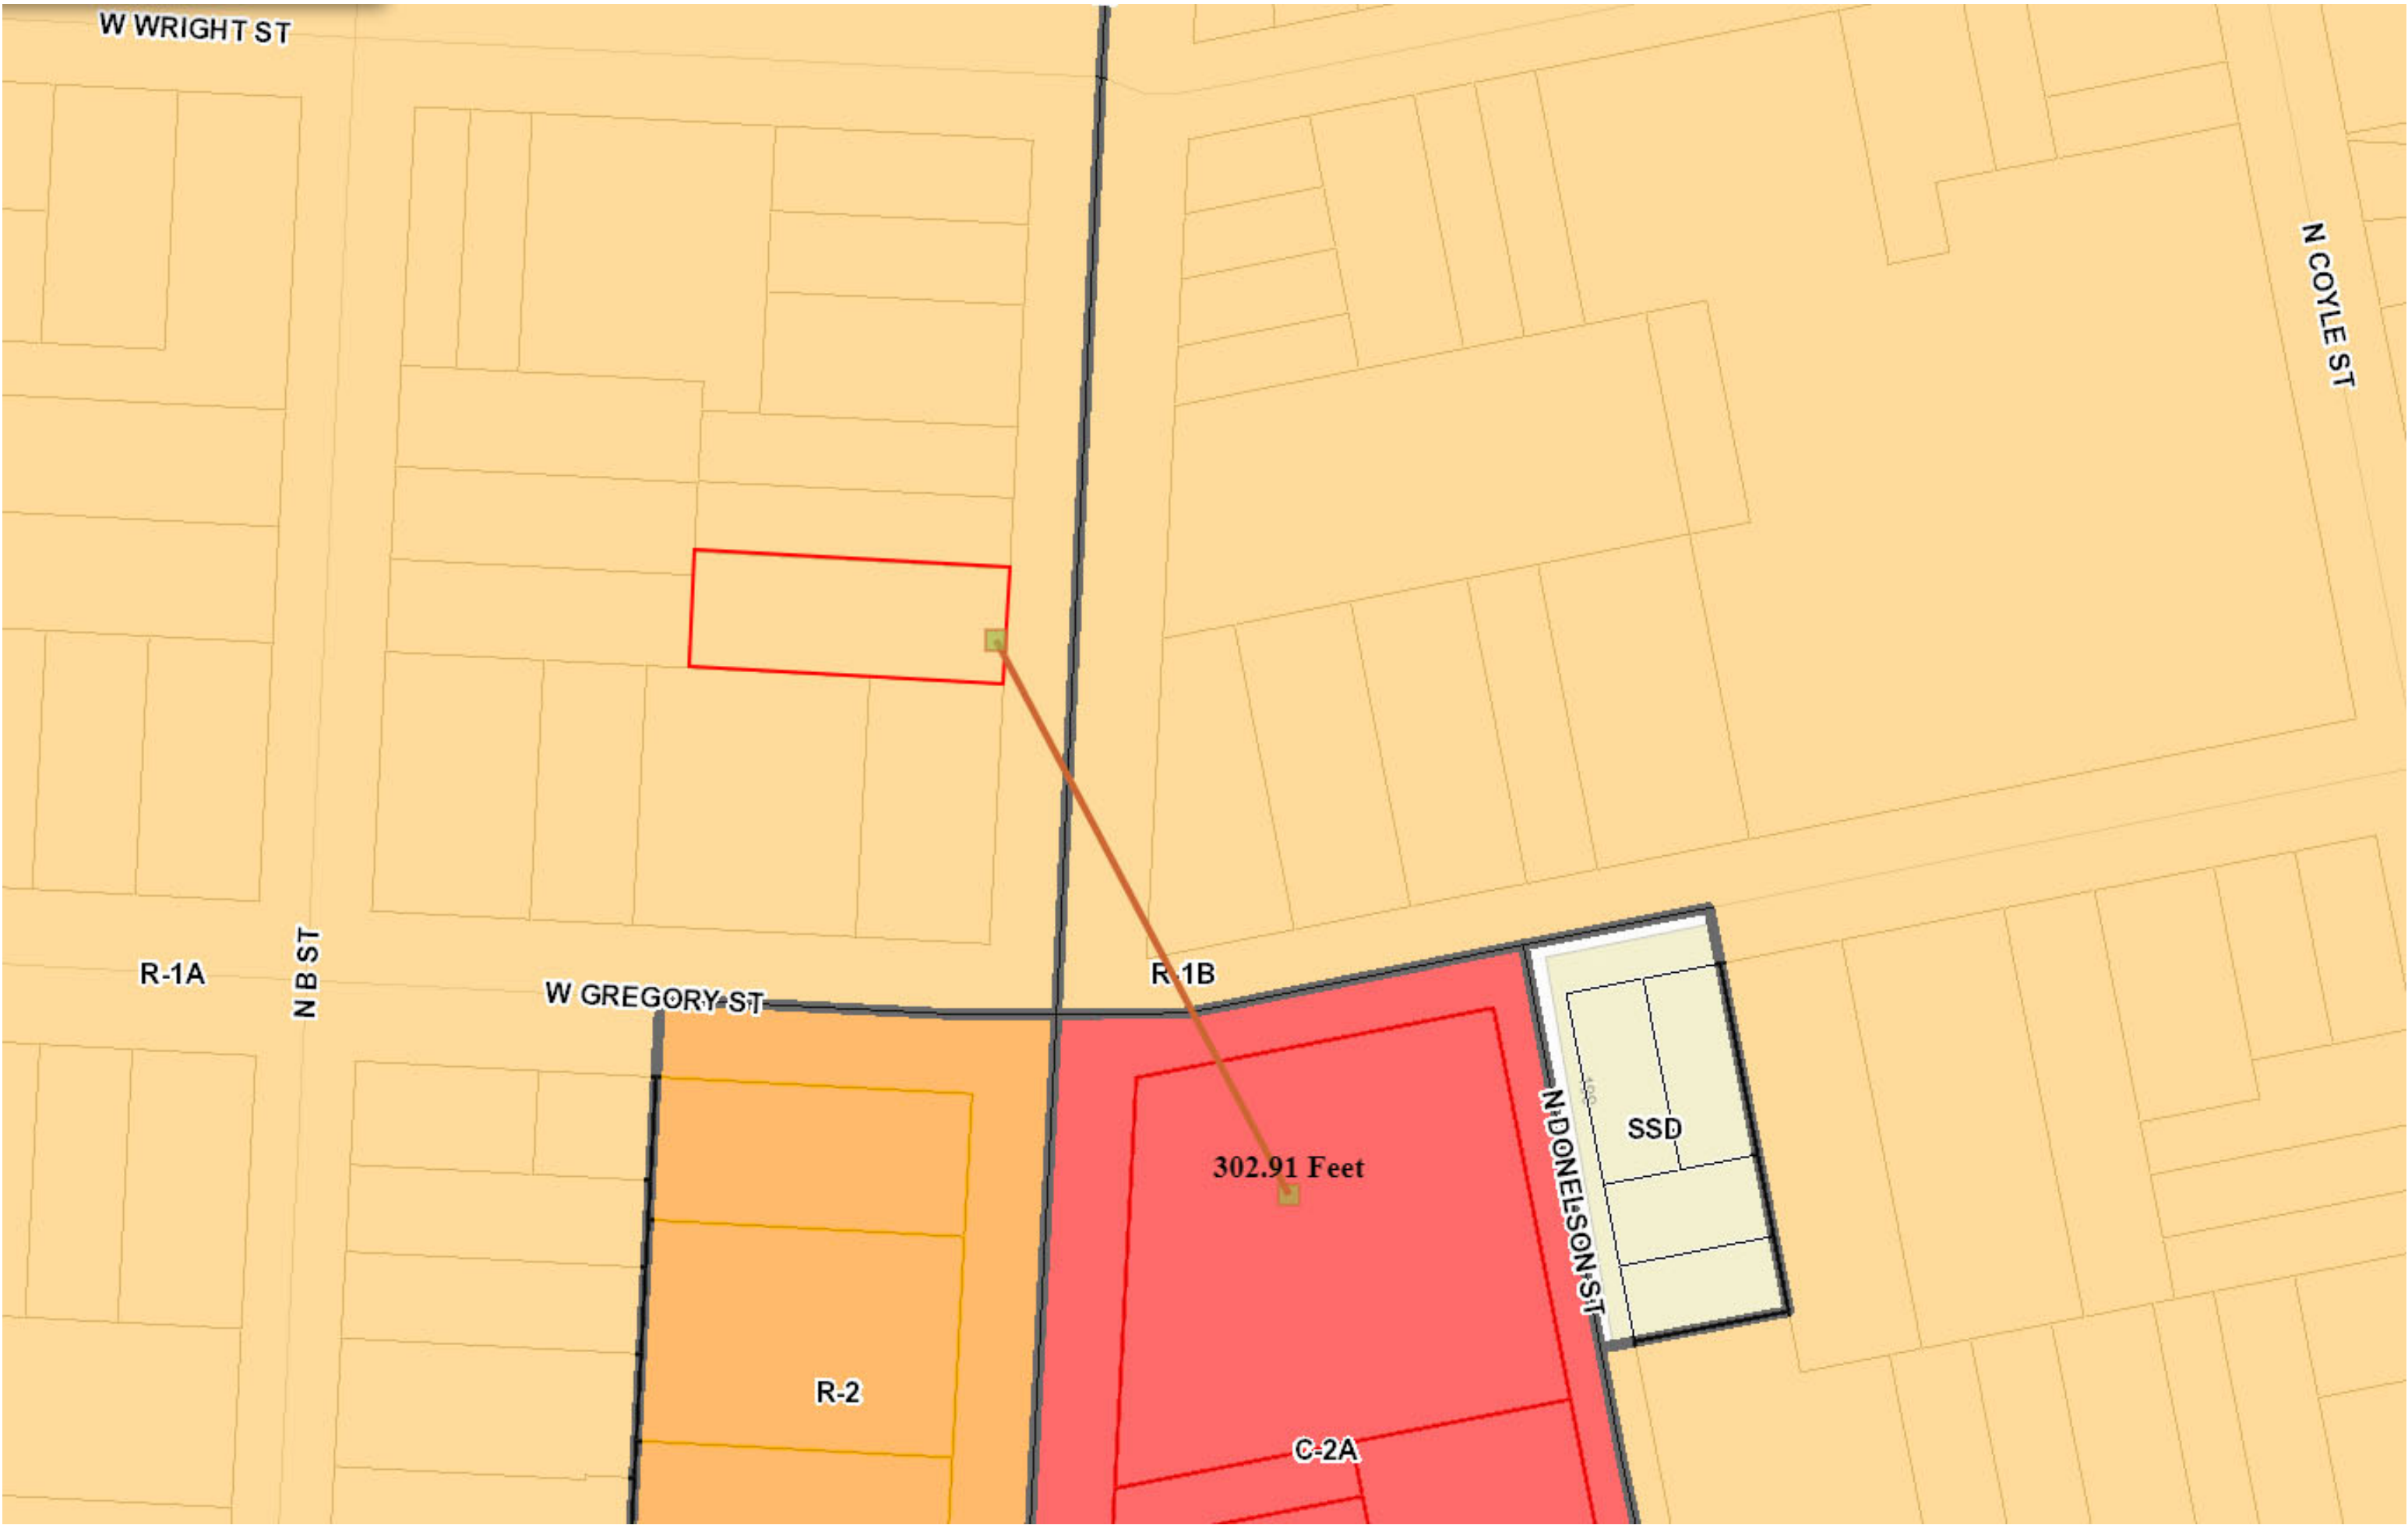 W WRIGHT ST
N COYLE ST
R-1A
N B ST
W GREGORY ST
R-1B
N DONELSON ST
SSD
302.91 Feet
R-2
C-2A